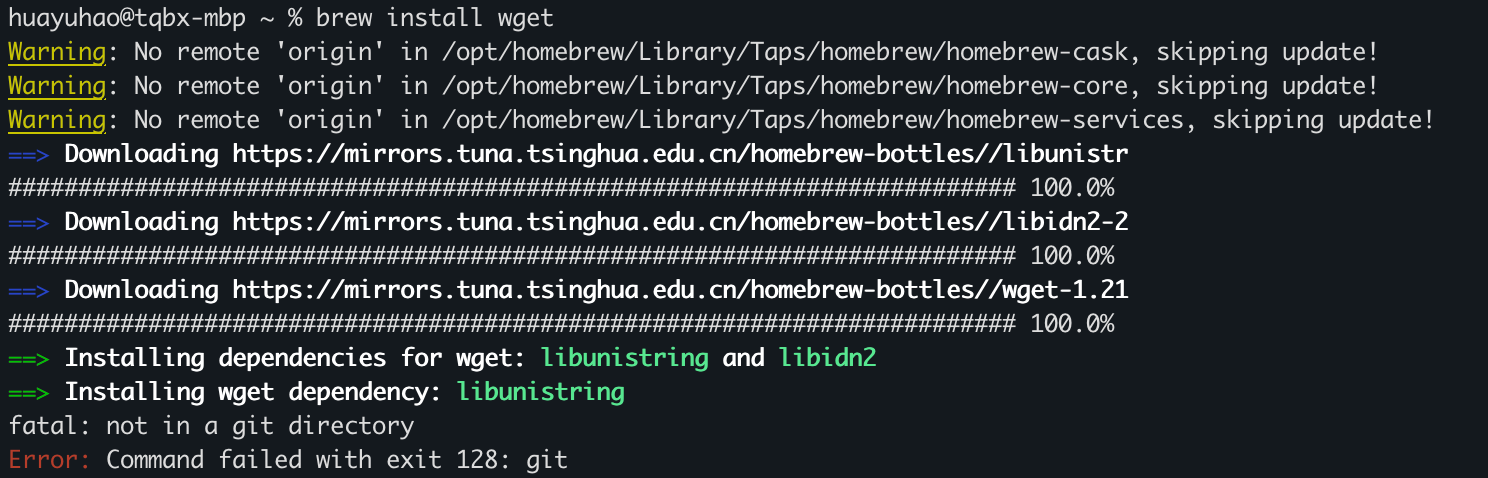 huayuhao@tqbx-mbp ~ % brew install wget
Warning: No remote 'origin' in /opt/homebrew/Library/Taps/homebrew/homebrew-cask, skipping update!
Warning: No remote 'origin' in /opt/homebrew/Library/Taps/homebrew/homebrew-core, skipping update!
Warning: No remote 'origin' in /opt/homebrew/Library/Taps/homebrew/homebrew-services, skipping update!
==> Downloading https://mirrors.tuna.tsinghua.edu.cn/homebrew-bottles//libunistr
######################################################################## 100.0%
==> Downloading https://mirrors.tuna.tsinghua.edu.cn/homebrew-bottles//libidn2-2
######################################################################## 100.0%
==> Downloading https://mirrors.tuna.tsinghua.edu.cn/homebrew-bottles//wget-1.21
######################################################################## 100.0%
==> Installing dependencies for wget: libunistring and libidn2
==> Installing wget dependency: libunistring
fatal: not in a git directory
Error: Command failed with exit 128: git